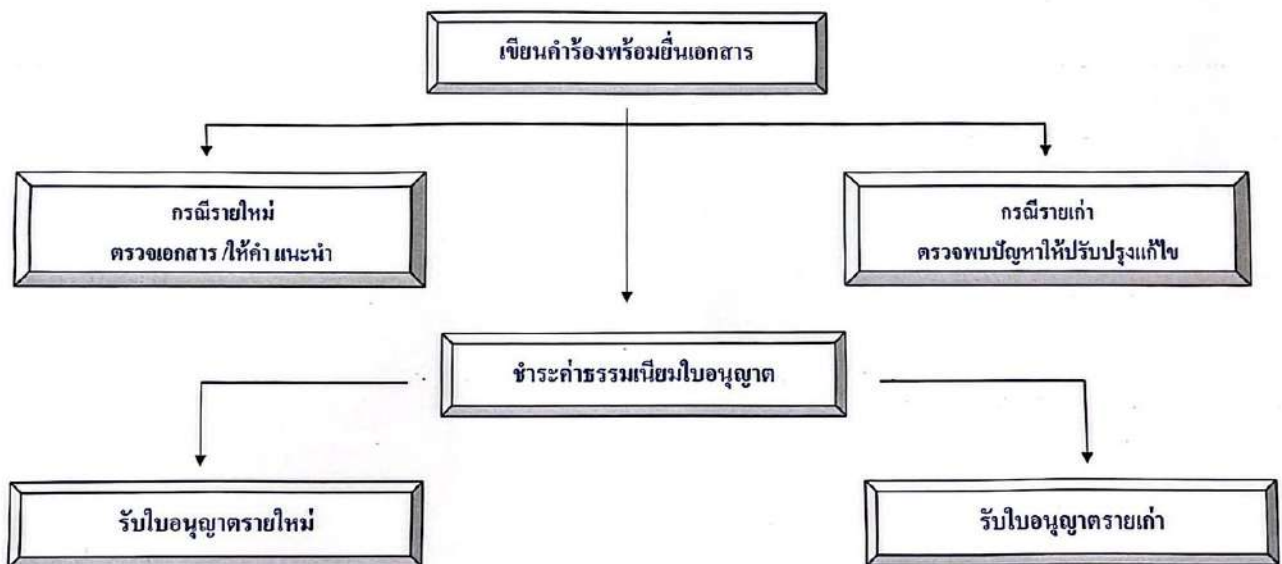 เขียนคำร้องพร้อมยื่นเอกสาร
กรณีรายใหม่
ตรวจเอกสาร /ให้คำ แนะนำ
กรณีรายเก่า
ตรวจพบปัญหาให้ปรับปรุงแก้ไข
ชำระค่าธรรมเนียมใบอนุญาต
รับใบอนุญาตรายใหม่
รับใบอนุญาตรายเก่า